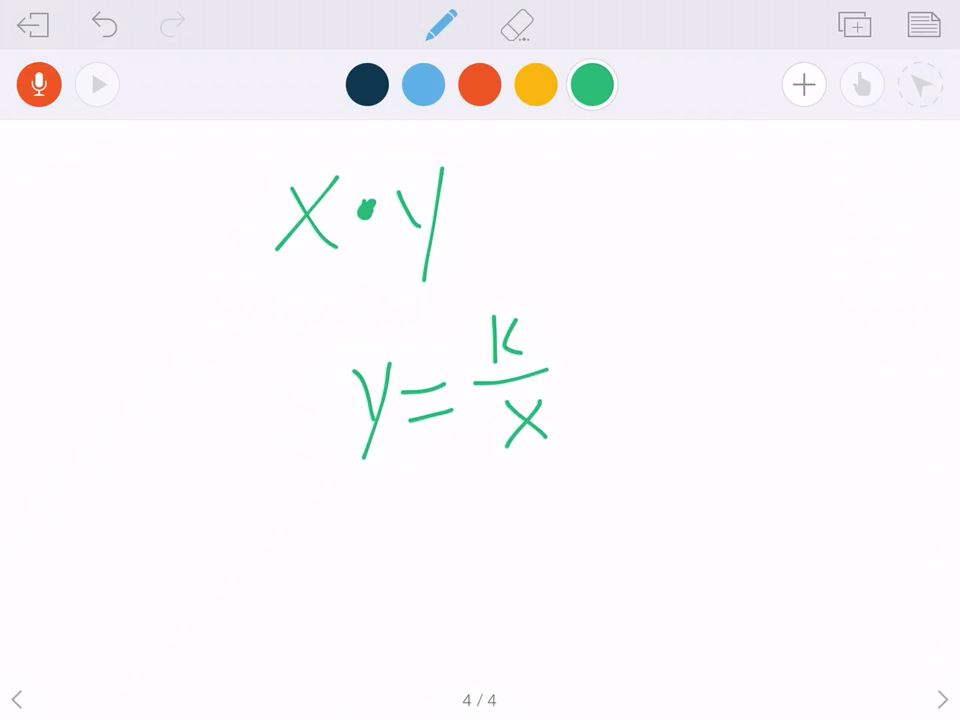 x • y
y = k/x
4 / 4